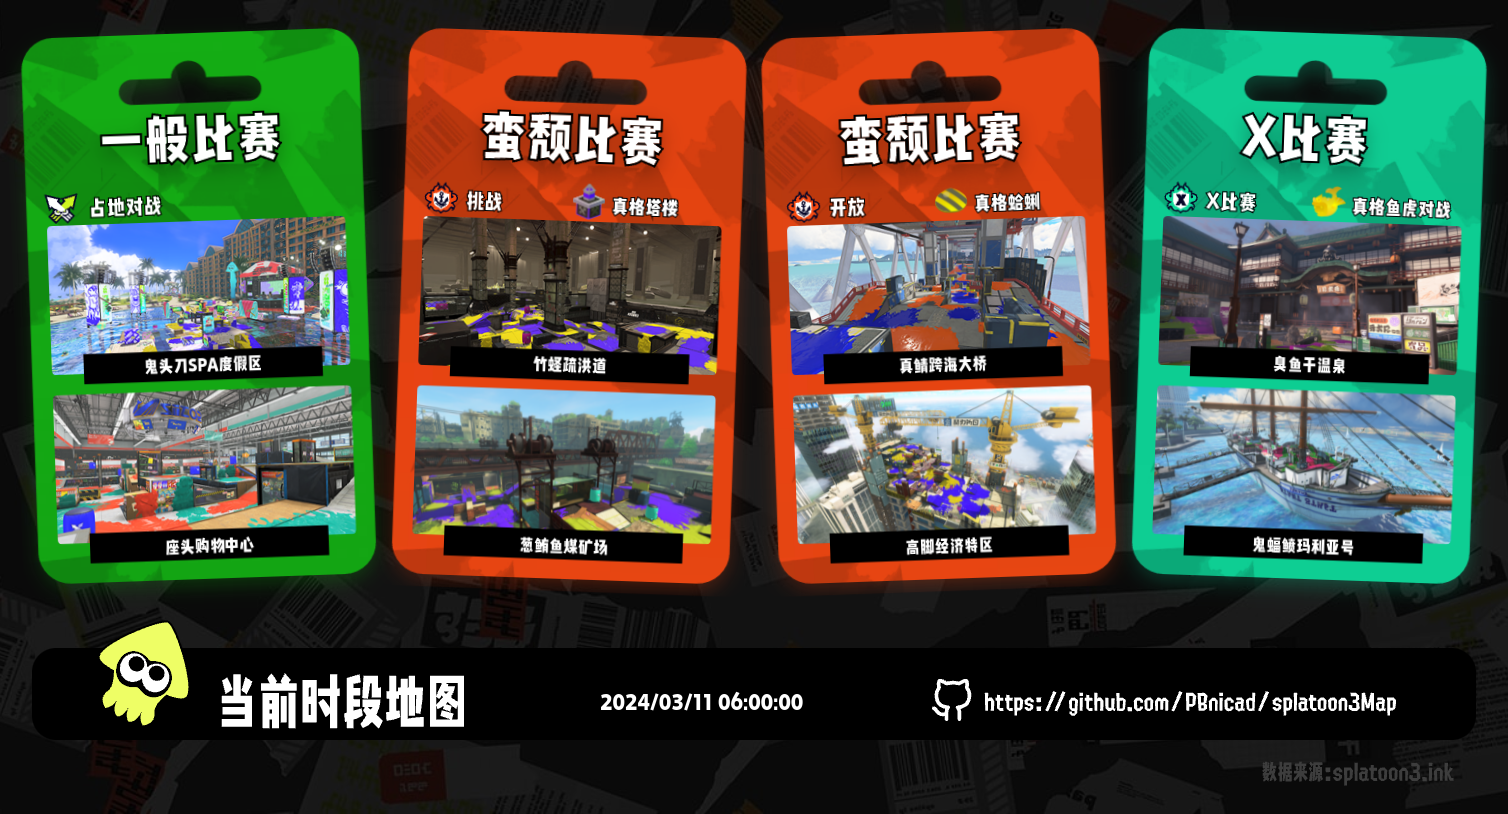 一般比赛
占地对战
鬼头刀SPA度假区
座头购物中心
蛮颓比赛
挑战
真格塔楼
竹蛏疏洪道
葱鲔鱼煤矿场
蛮颓比赛
开放
真格蛤蜊
真鲷跨海大桥
高脚经济特区
X比赛
X比赛
真格鱼虎对战
臭鱼干温泉
鬼蝠鲼玛利亚号
当前时段地图
2024/03/11 06:00:00
https://github.com/PBnicad/splatoon3Map
数据来源:splatoon3.ink